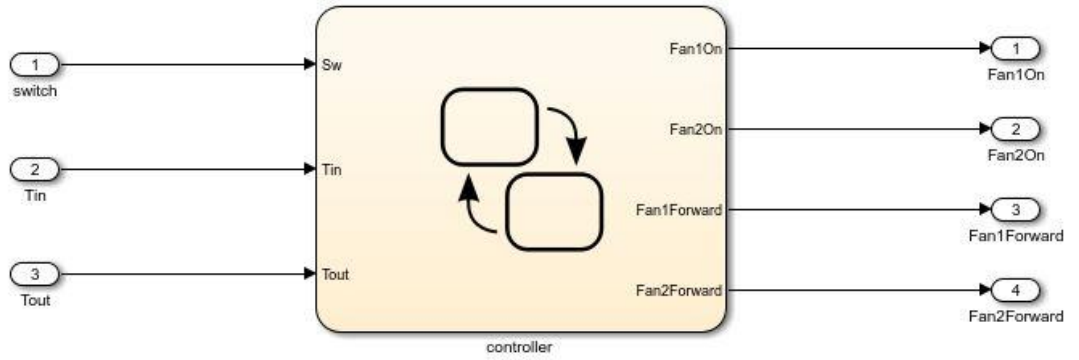 1
switch
Sw
Fan1On
1
Fan1On
Fan2On
2
Fan2On
2
Tin
Tin
Fan1Forward
3
Fan1Forward
3
Tout
Tout
Fan2Forward
4
Fan2Forward
controller